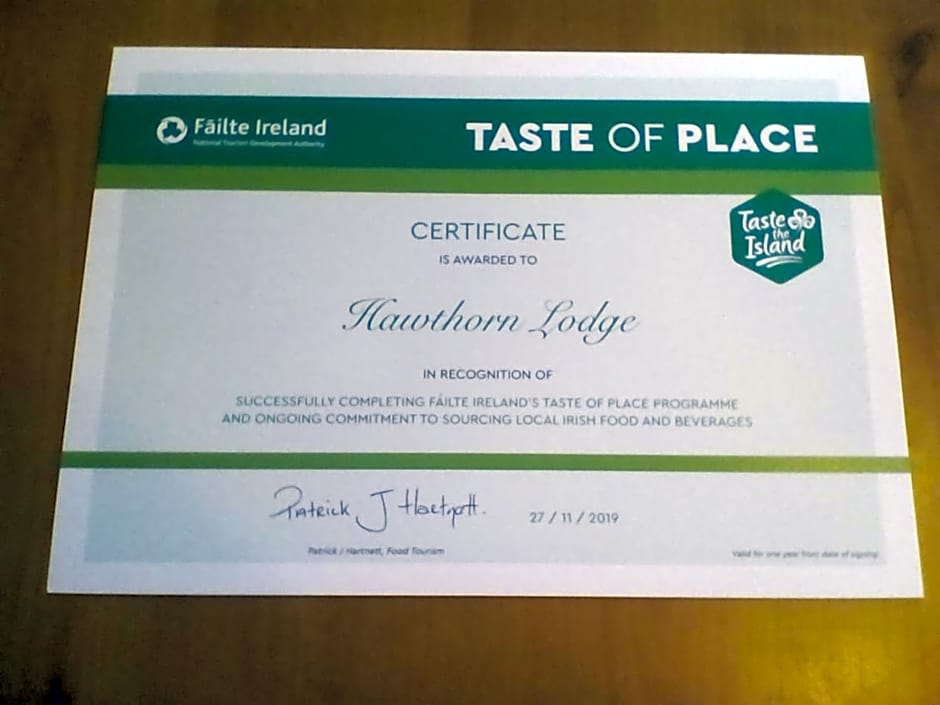 Fáilte Ireland
National Tourism Development Authority
TASTE OF PLACE
Taste
the
Island
CERTIFICATE
IS AWARDED TO
Hawthorn Lodge
IN RECOGNITION OF
SUCCESSFULLY COMPLETING FÁILTE IRELAND'S TASTE OF PLACE PROGRAMME
AND ONGOING COMMITMENT TO SOURCING LOCAL IRISH FOOD AND BEVERAGES
Patrick J Hartnett.
27 / 11 / 2019
Patrick J Hartnett, Food Tourism
Valid for one year from date of signing